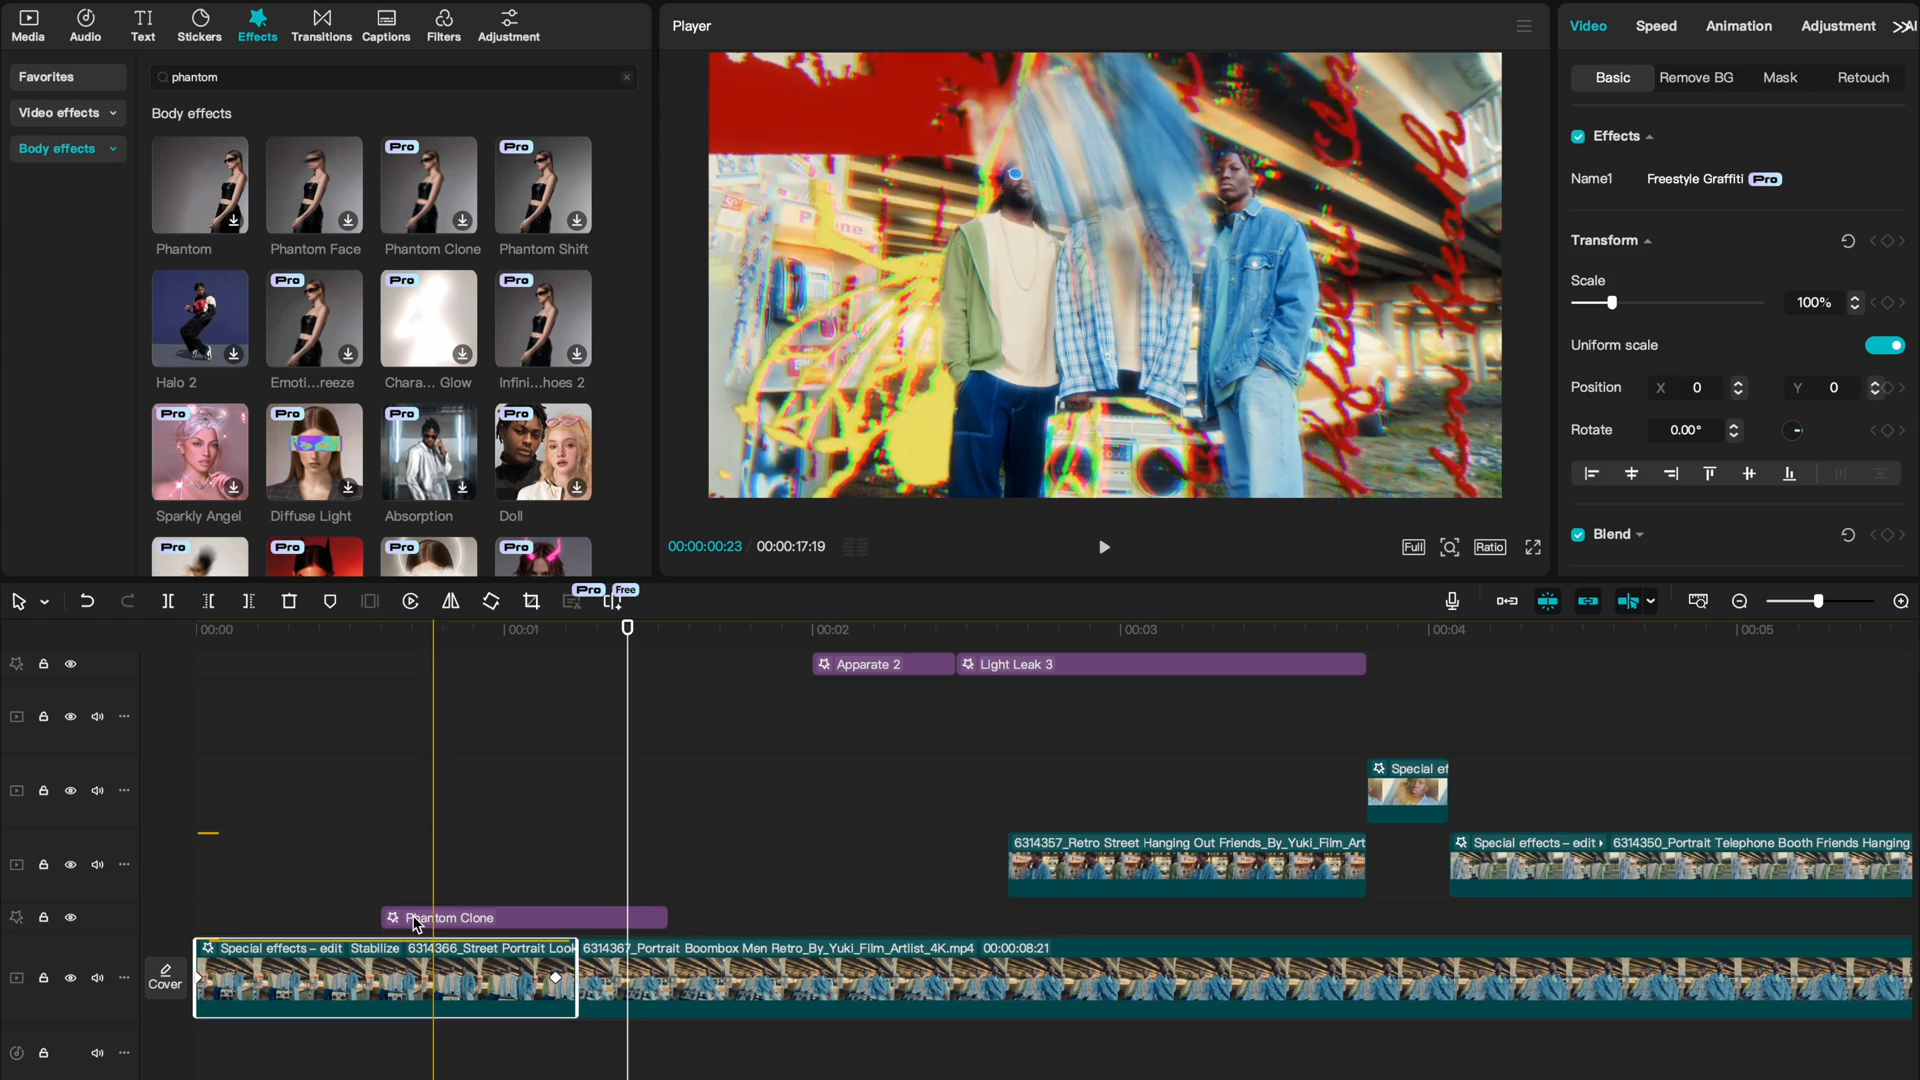 Media Audio Text Stickers Effects Transitions Captions Filters Adjustment
Favorites
Video effects
Body effects
phantom
Body effects
Pro Pro
Phantom Phantom Face Phantom Clone Phantom Shift
Pro Pro Pro
Halo 2 Emoti...reeze Chara... Glow Infini...hoes 2
Pro Pro Pro Pro
Sparkly Angel Diffuse Light Absorption Doll
Pro Pro Pro Pro
Player
00:00:00:23 / 00:00:17:19
Full Ratio
Video Speed Animation Adjustment AI
Basic Remove BG Mask Retouch
Effects
Name1 Freestyle Graffiti Pro
Transform
Scale
100%
Uniform scale
Position X 0 Y 0
Rotate 0.00°
Blend
Pro Free
00:00 00:01 00:02 00:03 00:04 00:05
Apparate 2 Light Leak 3
Special ef
6314357_Retro Street Hanging Out Friends_By_Yuki_Film_Art
Special effects – edit 6314350_Portrait Telephone Booth Friends Hanging
Phantom Clone
Special effects – edit Stabilize 6314366_Street Portrait Look
6314367_Portrait Boombox Men Retro_By_Yuki_Film_Artlist_4K.mp4 00:00:08:21
Cover